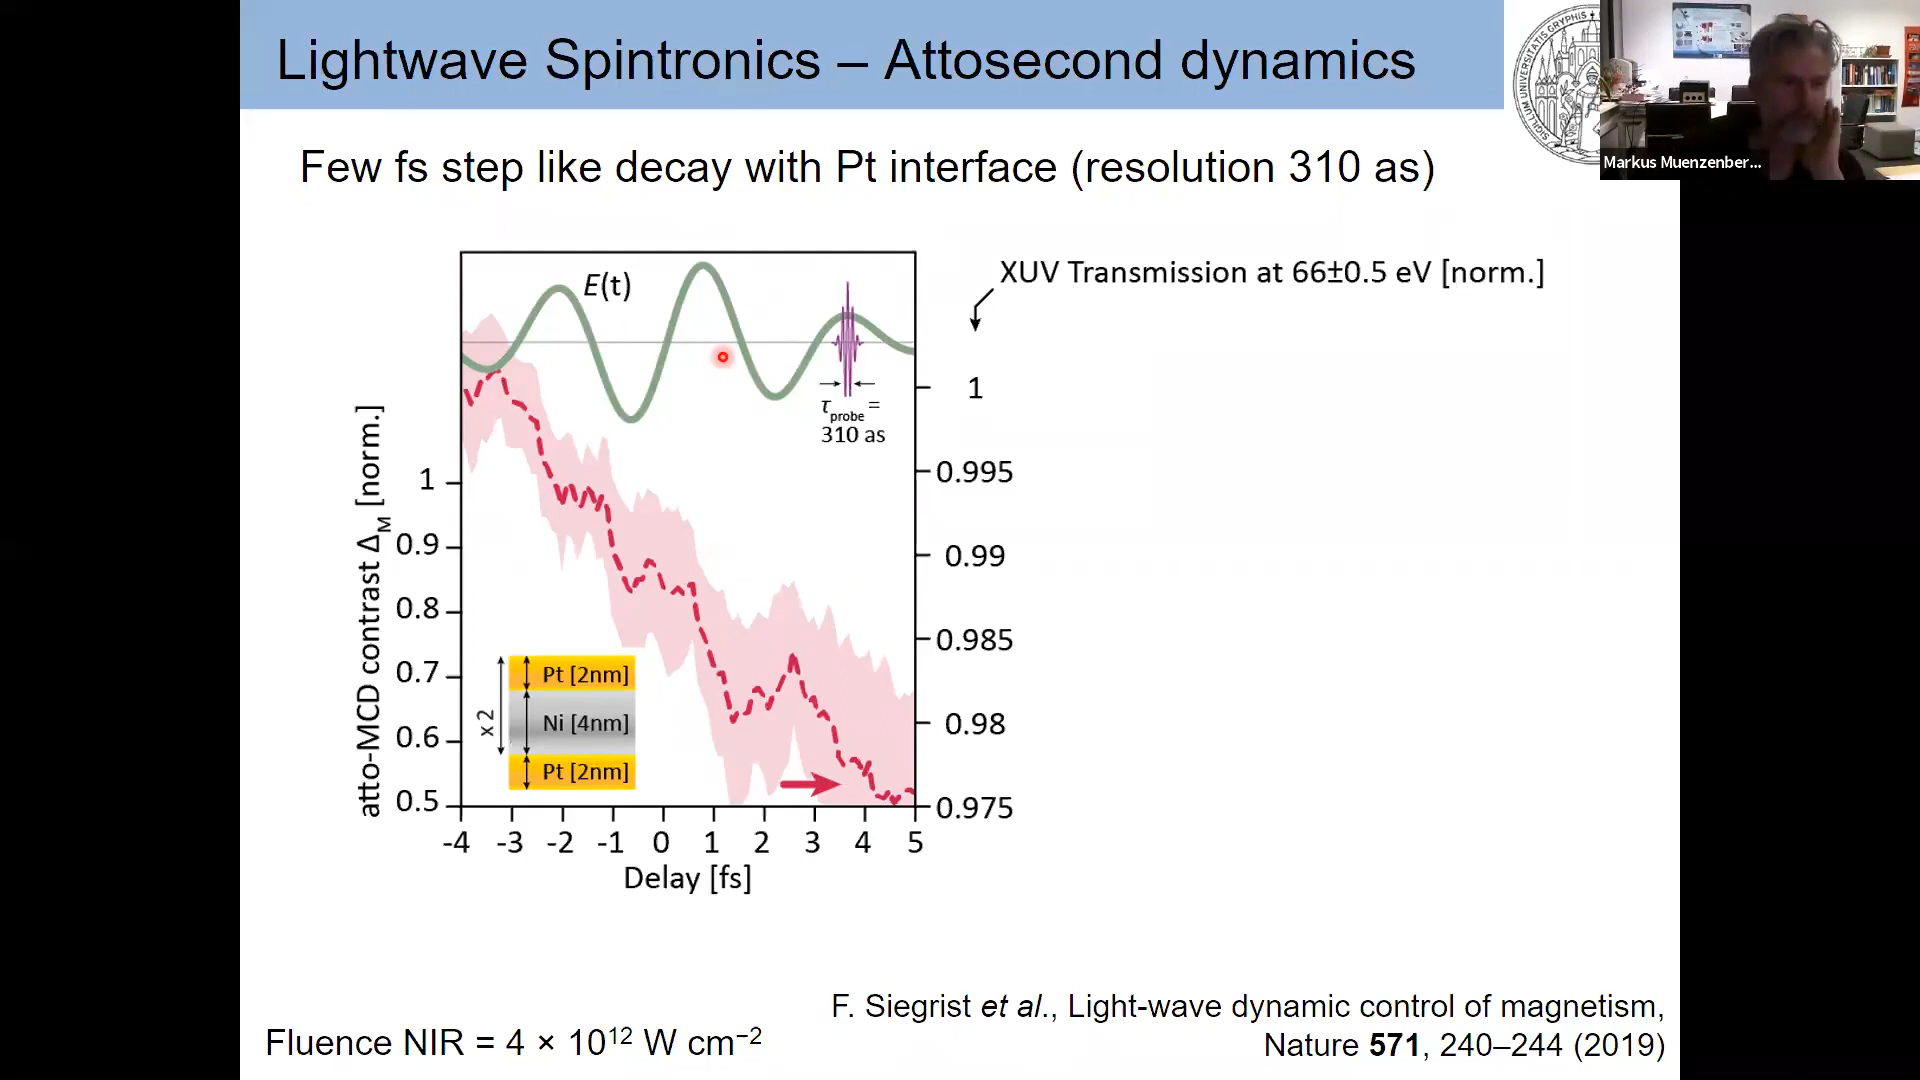 Lightwave Spintronics – Attosecond dynamics
SIGILLUM UNIVERSITATIS GRYPHIS
Markus Muenzenber...
Few fs step like decay with Pt interface (resolution 310 as)
XUV Transmission at 66±0.5 eV [norm.]
E(t)
τprobe =
310 as
atto-MCD contrast ΔM [norm.]
1
0.9
0.8
0.7
0.6
0.5
1
0.995
0.99
0.985
0.98
0.975
x 2
Pt [2nm]
Ni [4nm]
Pt [2nm]
-4 -3 -2 -1 0 1 2 3 4 5
Delay [fs]
Fluence NIR = 4 × 10¹² W cm⁻²
F. Siegrist et al., Light-wave dynamic control of magnetism,
Nature 571, 240–244 (2019)